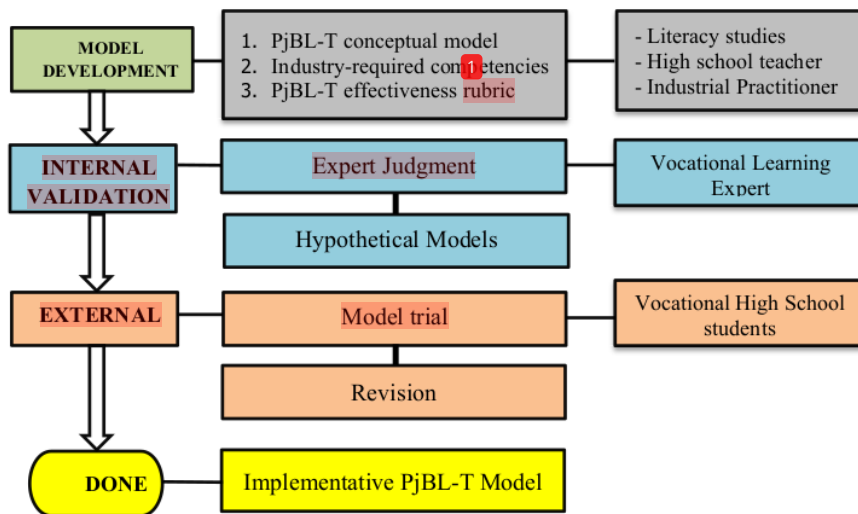 MODEL
DEVELOPMENT
1. PjBL-T conceptual model
2. Industry-required competencies
3. PjBL-T effectiveness rubric
1
- Literacy studies
- High school teacher
- Industrial Practitioner
INTERNAL
VALIDATION
Expert Judgment
Vocational Learning
Expert
Hypothetical Models
EXTERNAL
Model trial
Vocational High School
students
Revision
DONE
Implementative PjBL-T Model